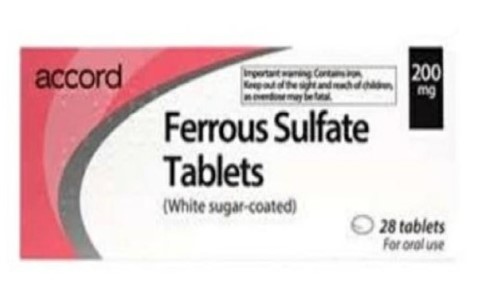 accord
Important warning: Contains iron.
Keep out of the sight and reach of children,
as overdose may be fatal.
200
mg
Ferrous Sulfate
Tablets
(White sugar-coated)
28 tablets
For oral use